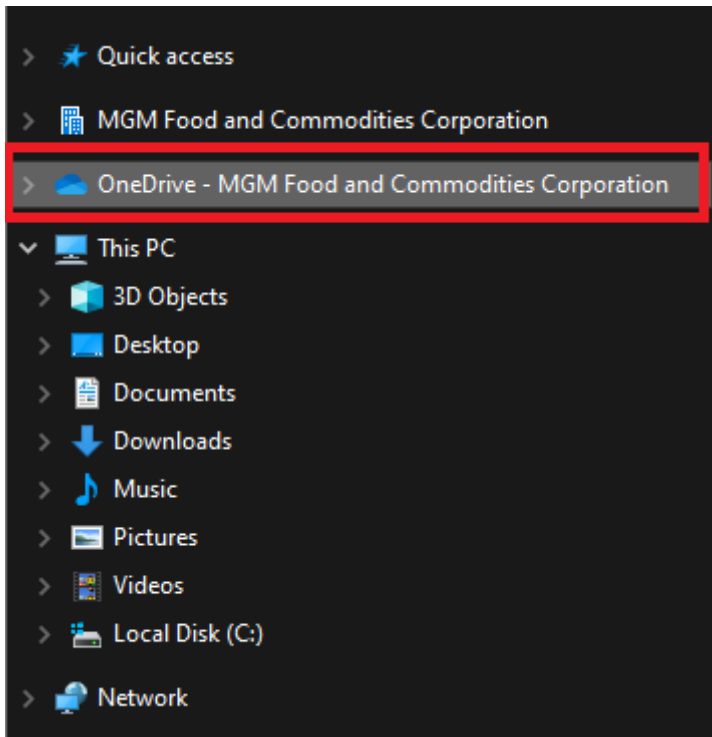 Quick access
MGM Food and Commodities Corporation
OneDrive - MGM Food and Commodities Corporation
This PC
3D Objects
Desktop
Documents
Downloads
Music
Pictures
Videos
Local Disk (C:)
Network